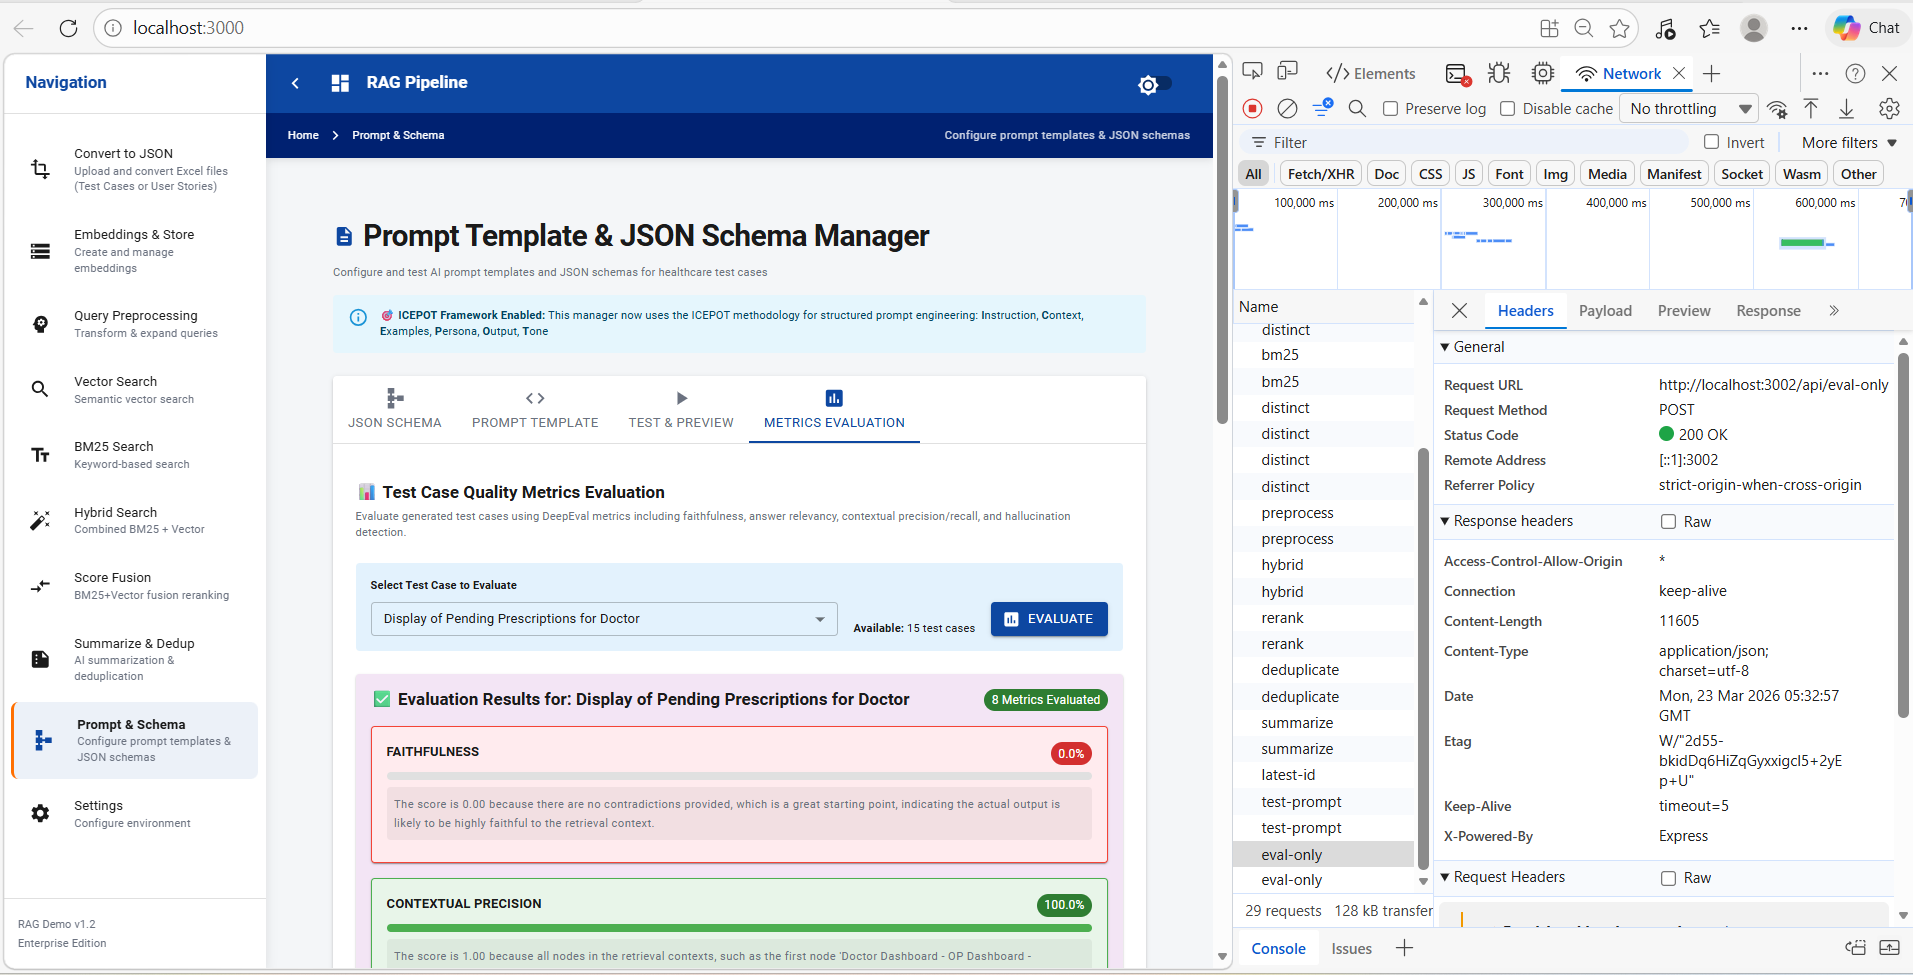 localhost:3000
Chat
Navigation
Convert to JSON
Upload and convert Excel files
(Test Cases or User Stories)
Embeddings & Store
Create and manage
embeddings
Query Preprocessing
Transform & expand queries
Vector Search
Semantic vector search
BM25 Search
Keyword-based search
Hybrid Search
Combined BM25 + Vector
Score Fusion
BM25+Vector fusion reranking
Summarize & Dedup
AI summarization &
deduplication
Prompt & Schema
Configure prompt templates &
JSON schemas
Settings
Configure environment
RAG Demo v1.2
Enterprise Edition
RAG Pipeline
Home > Prompt & Schema
Configure prompt templates & JSON schemas
Prompt Template & JSON Schema Manager
Configure and test AI prompt templates and JSON schemas for healthcare test cases
ICEPOT Framework Enabled: This manager now uses the ICEPOT methodology for structured prompt engineering: Instruction, Context,
Examples, Persona, Output, Tone
JSON SCHEMA
PROMPT TEMPLATE
TEST & PREVIEW
METRICS EVALUATION
Test Case Quality Metrics Evaluation
Evaluate generated test cases using DeepEval metrics including faithfulness, answer relevancy, contextual precision/recall, and hallucination
detection.
Select Test Case to Evaluate
Display of Pending Prescriptions for Doctor
Available: 15 test cases
EVALUATE
Evaluation Results for: Display of Pending Prescriptions for Doctor
8 Metrics Evaluated
FAITHFULNESS
0.0%
The score is 0.00 because there are no contradictions provided, which is a great starting point, indicating the actual output is
likely to be highly faithful to the retrieval context.
CONTEXTUAL PRECISION
100.0%
The score is 1.00 because all nodes in the retrieval contexts, such as the first node 'Doctor Dashboard - OP Dashboard -
Elements
Network
Preserve log
Disable cache
No throttling
Filter
Invert
More filters
All
Fetch/XHR
Doc
CSS
JS
Font
Img
Media
Manifest
Socket
Wasm
Other
100,000 ms
200,000 ms
300,000 ms
400,000 ms
500,000 ms
600,000 ms
Name
distinct
bm25
bm25
distinct
distinct
distinct
distinct
preprocess
preprocess
hybrid
hybrid
rerank
rerank
deduplicate
deduplicate
summarize
summarize
latest-id
test-prompt
test-prompt
eval-only
eval-only
29 requests
128 kB transfer
Headers
Payload
Preview
Response
General
Request URL
http://localhost:3002/api/eval-only
Request Method
POST
Status Code
200 OK
Remote Address
[::1]:3002
Referrer Policy
strict-origin-when-cross-origin
Response headers
Raw
Access-Control-Allow-Origin
*
Connection
keep-alive
Content-Length
11605
Content-Type
application/json;
charset=utf-8
Date
Mon, 23 Mar 2026 05:32:57
GMT
Etag
W/"2d55-
bkidDq6HiZqGyxxigcI5+2yE
p+U"
Keep-Alive
timeout=5
X-Powered-By
Express
Request Headers
Raw
Console
Issues